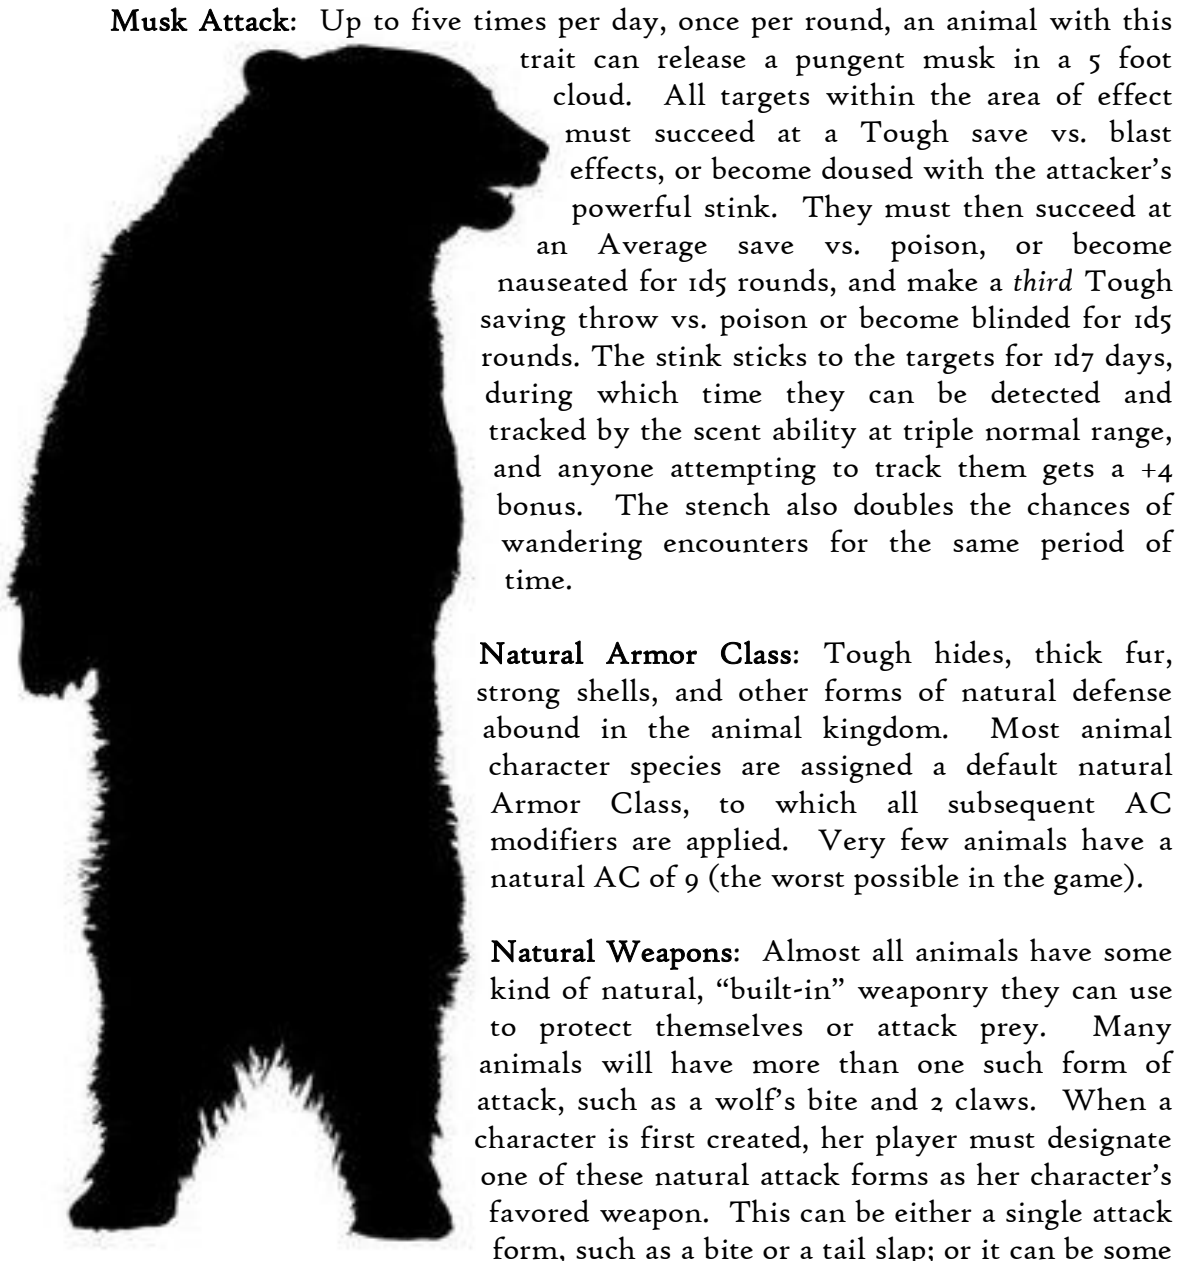 Musk Attack: Up to five times per day, once per round, an animal with this
trait can release a pungent musk in a 5 foot
cloud. All targets within the area of effect
must succeed at a Tough save vs. blast
effects, or become doused with the attacker’s
powerful stink. They must then succeed at
an Average save vs. poison, or become
nauseated for 1d5 rounds, and make a third Tough
saving throw vs. poison or become blinded for 1d5
rounds. The stink sticks to the targets for 1d7 days,
during which time they can be detected and
tracked by the scent ability at triple normal range,
and anyone attempting to track them gets a +4
bonus. The stench also doubles the chances of
wandering encounters for the same period of
time.
Natural Armor Class: Tough hides, thick fur,
strong shells, and other forms of natural defense
abound in the animal kingdom. Most animal
character species are assigned a default natural
Armor Class, to which all subsequent AC
modifiers are applied. Very few animals have a
natural AC of 9 (the worst possible in the game).
Natural Weapons: Almost all animals have some
kind of natural, “built-in” weaponry they can use
to protect themselves or attack prey. Many
animals will have more than one such form of
attack, such as a wolf’s bite and 2 claws. When a
character is first created, her player must designate
one of these natural attack forms as her character’s
favored weapon. This can be either a single attack
form, such as a bite or a tail slap; or it can be some